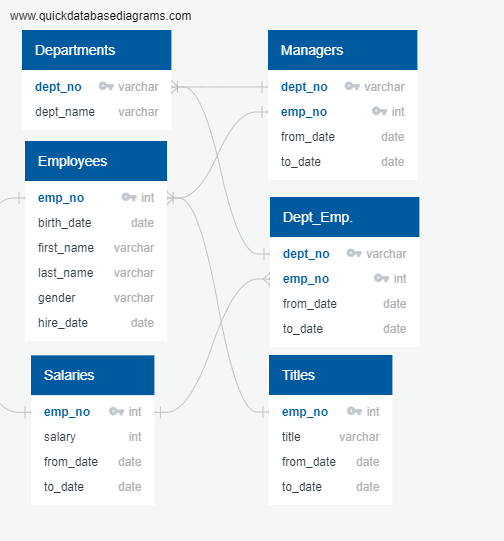 www.quickdatabasediagrams.com
Departments
dept_no varchar
dept_name varchar
Employees
emp_no int
birth_date date
first_name varchar
last_name varchar
gender varchar
hire_date date
Salaries
emp_no int
salary int
from_date date
to_date date
Managers
dept_no varchar
emp_no int
from_date date
to_date date
Dept_Emp.
dept_no varchar
emp_no int
from_date date
to_date date
Titles
emp_no int
title varchar
from_date date
to_date date